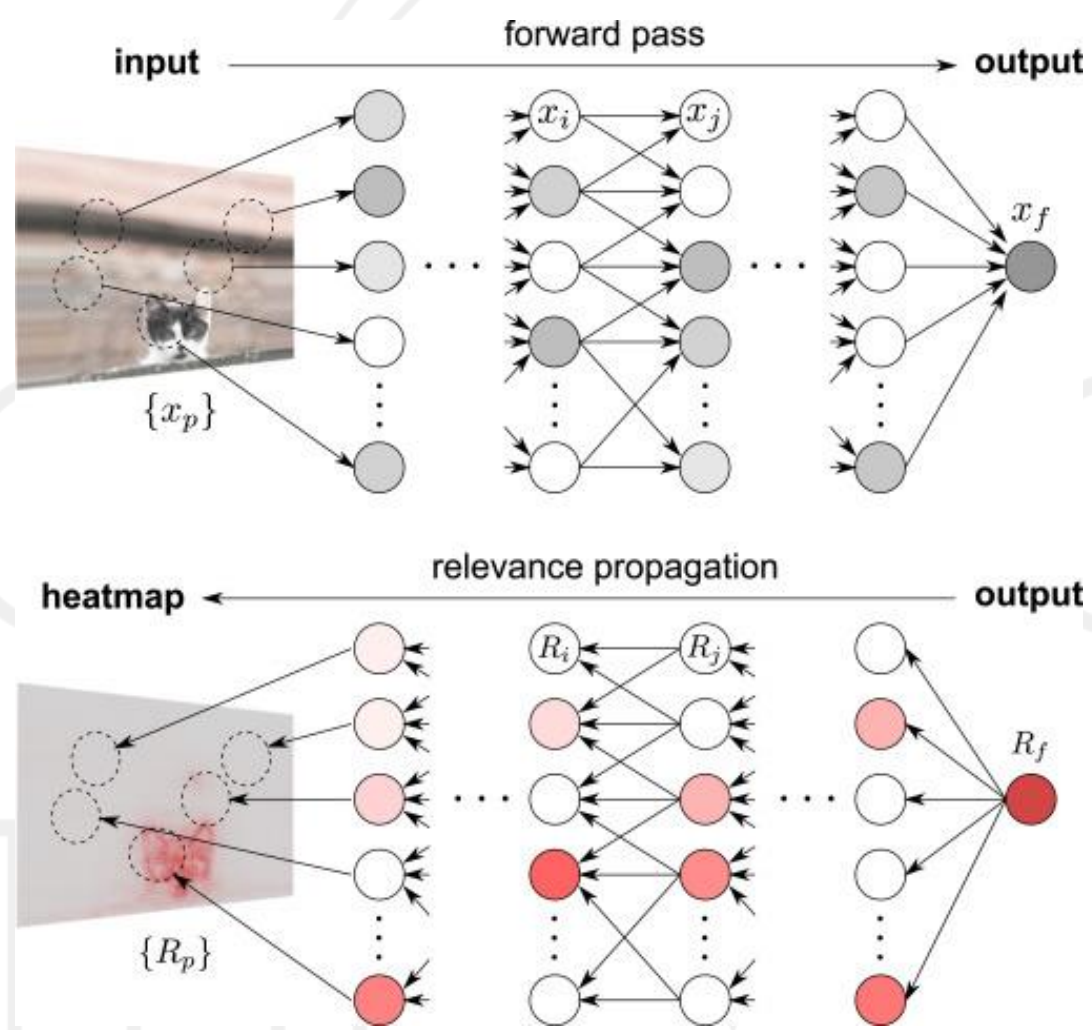 forward pass
input output
x_i x_j
x_f
{x_p}
relevance propagation
heatmap output
R_i R_j
R_f
{R_p}